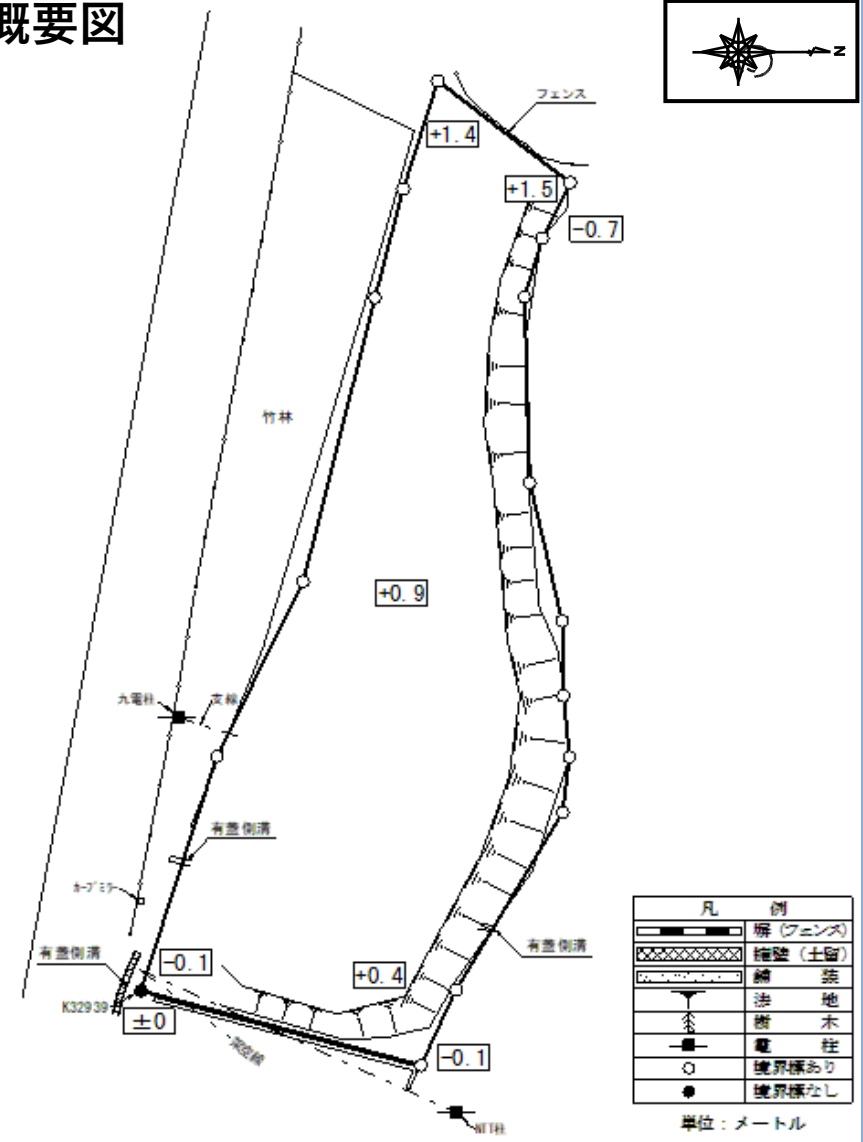 概要図
N
フェンス
+1.4
+1.5
-0.7
竹林
+0.9
九電柱
支線
有蓋側溝
カーブミラー
有蓋側溝
有蓋側溝
-0.1
+0.4
K32939
±0
架空線
-0.1
NTT柱
凡 例
塀（フェンス）
擁壁（土留）
舗 装
法 地
樹 木
電 柱
境界標あり
境界標なし
単位：メートル